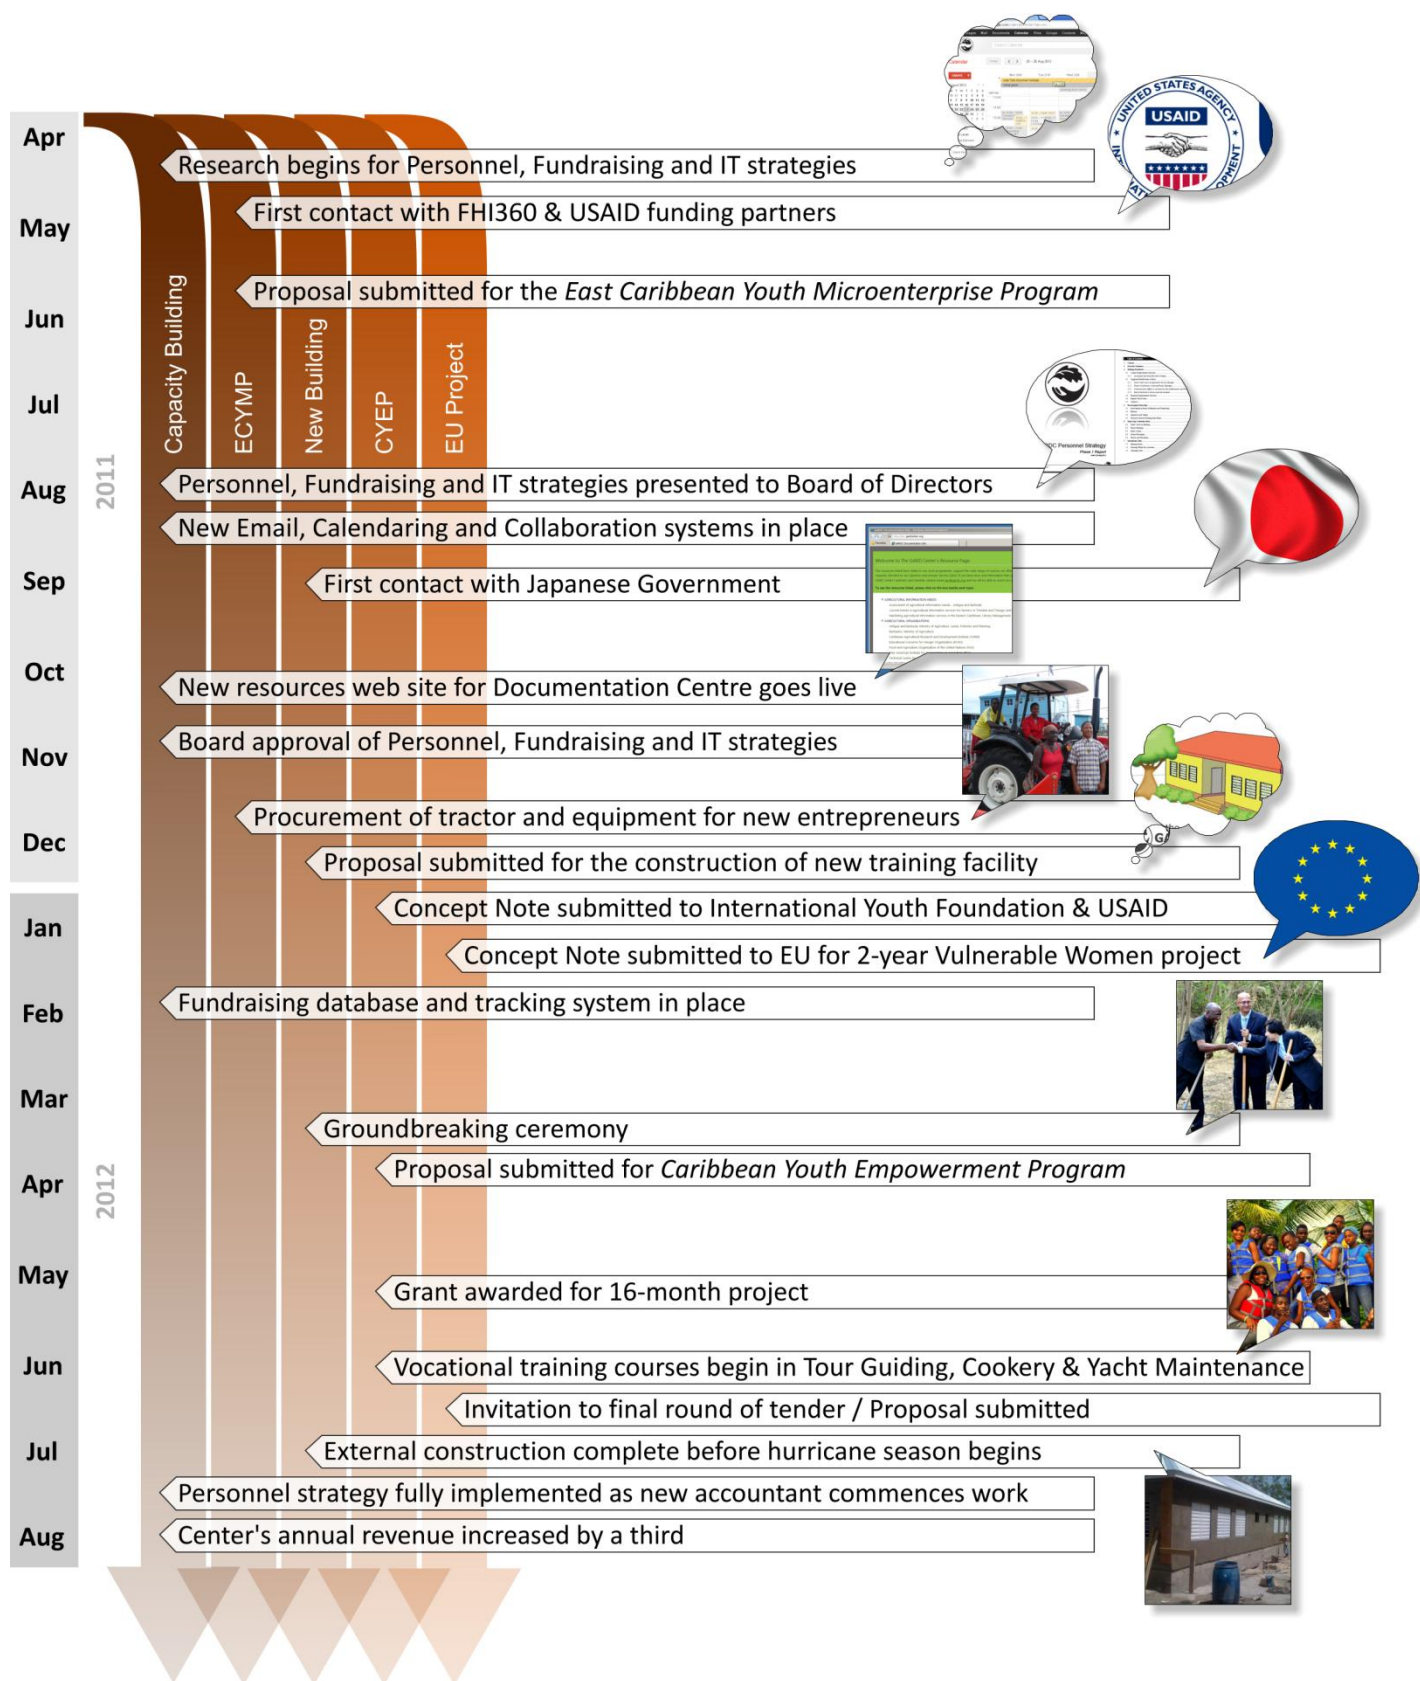 Apr
Research begins for Personnel, Fundraising and IT strategies
USAID
UNITED STATES AGENCY
First contact with FHI360 & USAID funding partners
May
Proposal submitted for the East Caribbean Youth Microenterprise Program
Jun
Capacity Building
ECYMP
New Building
CYEP
EU Project
Jul
2011
Personnel Strategy
Personnel, Fundraising and IT strategies presented to Board of Directors
Aug
New Email, Calendaring and Collaboration systems in place
First contact with Japanese Government
Sep
Oct
New resources web site for Documentation Centre goes live
Board approval of Personnel, Fundraising and IT strategies
Nov
Procurement of tractor and equipment for new entrepreneurs
Dec
Proposal submitted for the construction of new training facility
Concept Note submitted to International Youth Foundation & USAID
Jan
Concept Note submitted to EU for 2-year Vulnerable Women project
Fundraising database and tracking system in place
Feb
Mar
Groundbreaking ceremony
Proposal submitted for Caribbean Youth Empowerment Program
Apr
2012
May
Grant awarded for 16-month project
Jun
Vocational training courses begin in Tour Guiding, Cookery & Yacht Maintenance
Invitation to final round of tender / Proposal submitted
Jul
External construction complete before hurricane season begins
Personnel strategy fully implemented as new accountant commences work
Aug
Center's annual revenue increased by a third